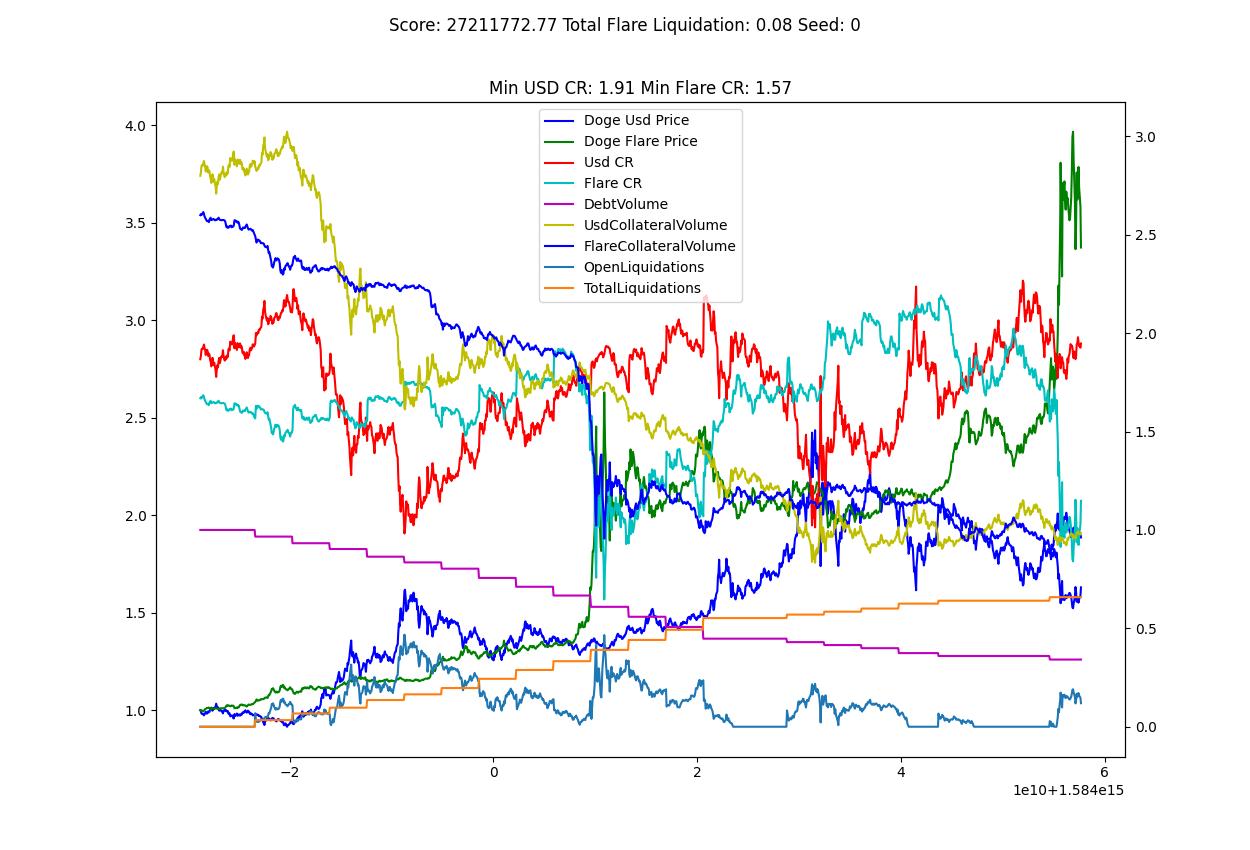 Score: 27211772.77 Total Flare Liquidation: 0.08 Seed: 0
Min USD CR: 1.91 Min Flare CR: 1.57
Doge Usd Price
Doge Flare Price
Usd CR
Flare CR
DebtVolume
UsdCollateralVolume
FlareCollateralVolume
OpenLiquidations
TotalLiquidations
4.0
3.5
3.0
2.5
2.0
1.5
1.0
3.0
2.5
2.0
1.5
1.0
0.5
0.0
−2
0
2
4
6
1e10+1.584e15